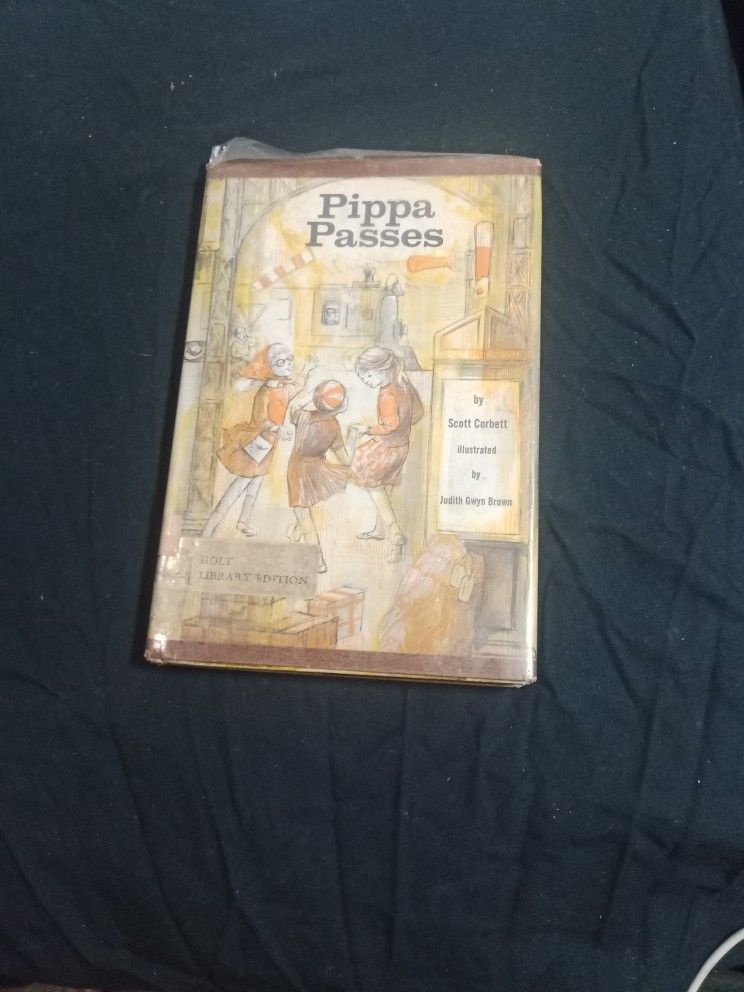 Pippa
Passes
by
Scott Corbett
illustrated
by
Judith Gwyn Brown
HOLT
LIBRARY EDITION